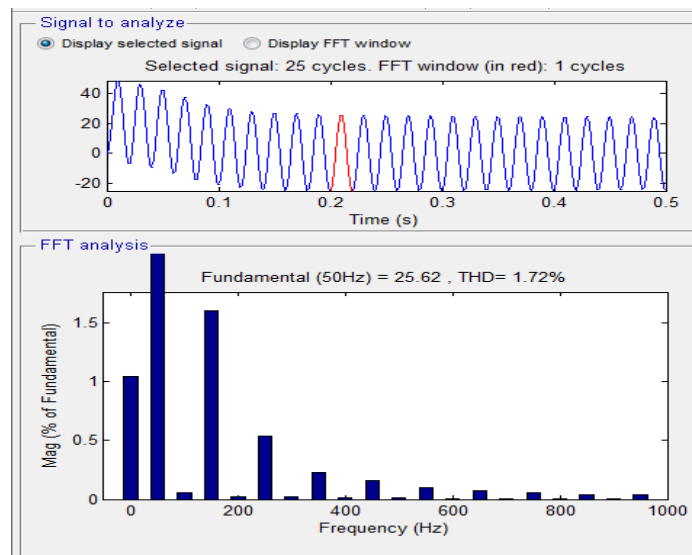 Signal to analyze
Display selected signal Display FFT window
Selected signal: 25 cycles. FFT window (in red): 1 cycles
40
20
0
-20
0 0.1 0.2 0.3 0.4 0.5
Time (s)
FFT analysis
Fundamental (50Hz) = 25.62 , THD= 1.72%
Mag (% of Fundamental)
1.5
1
0.5
0
0 200 400 600 800 1000
Frequency (Hz)